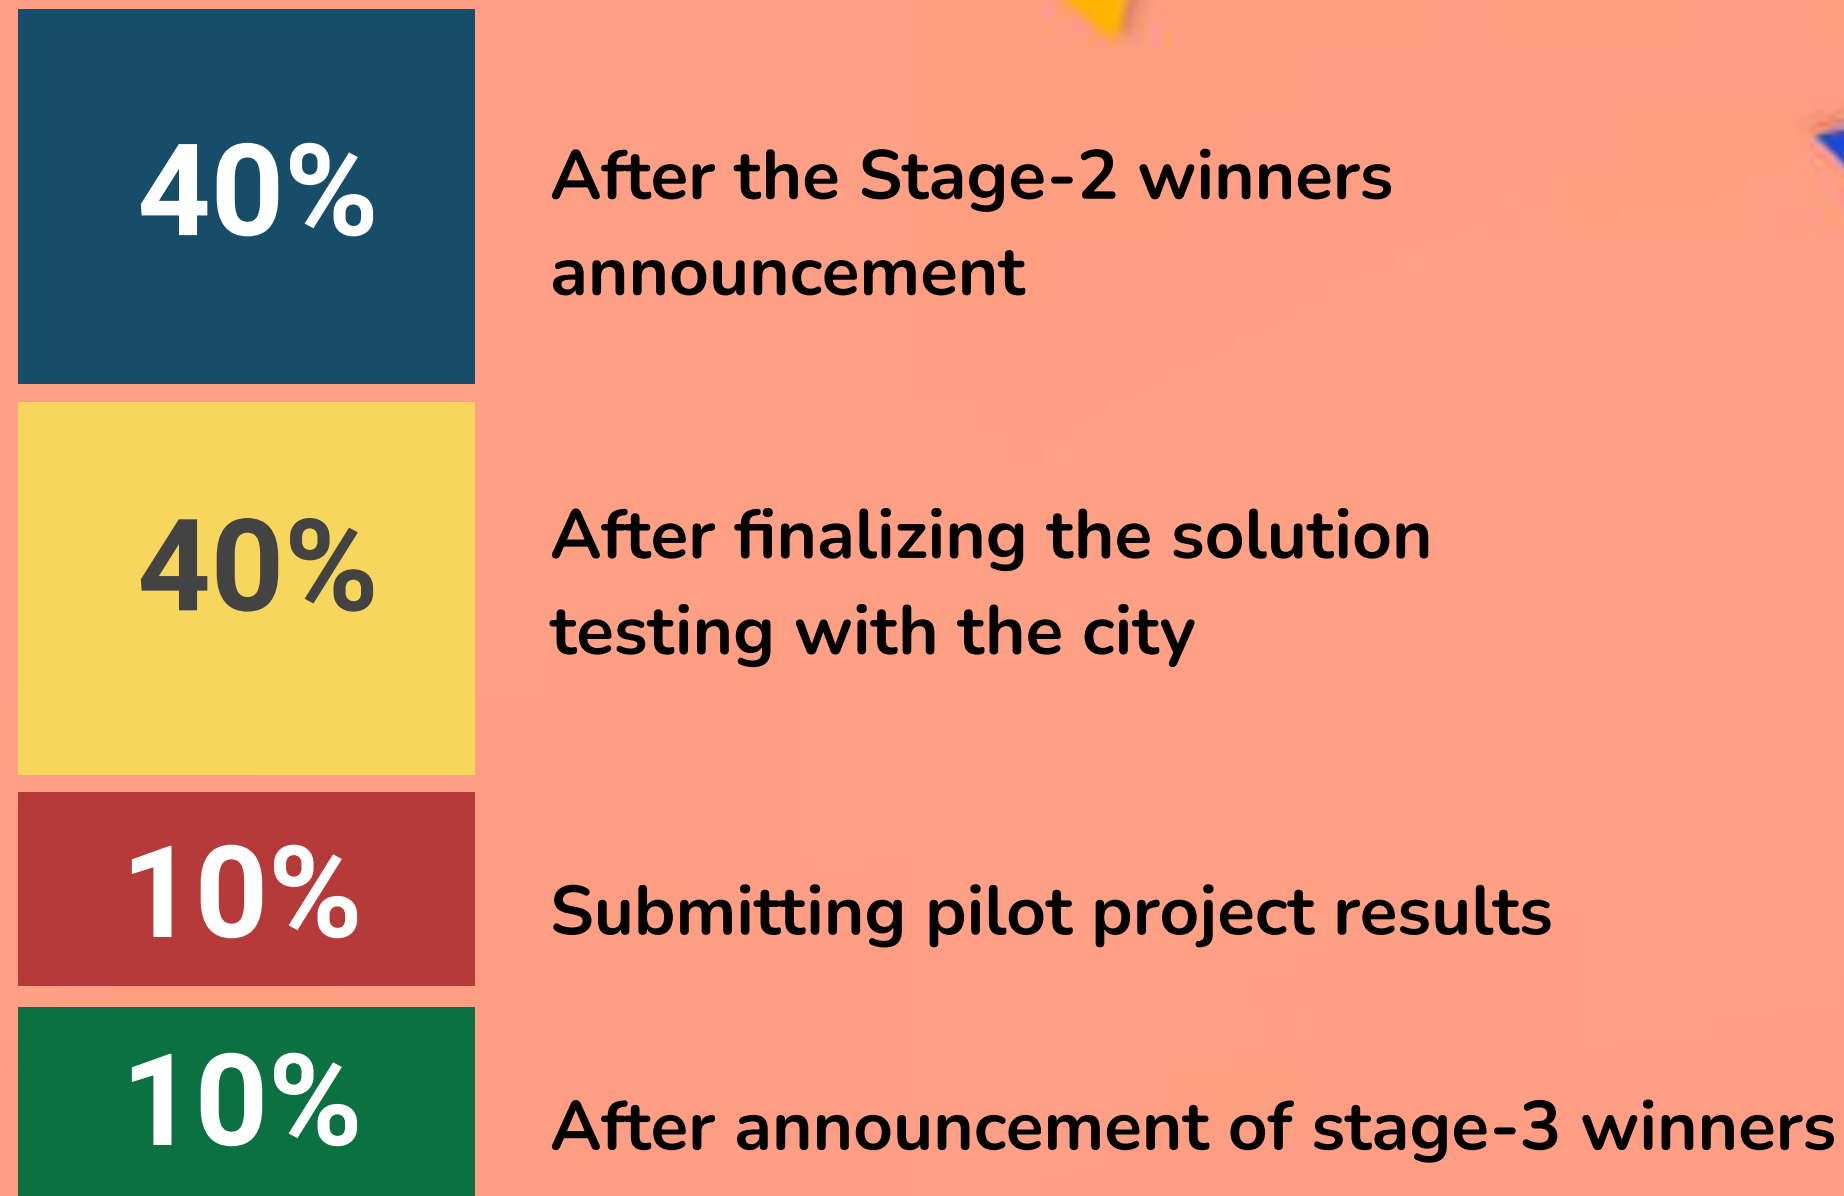 40%
After the Stage-2 winners
announcement
40%
After finalizing the solution
testing with the city
10%
Submitting pilot project results
10%
After announcement of stage-3 winners